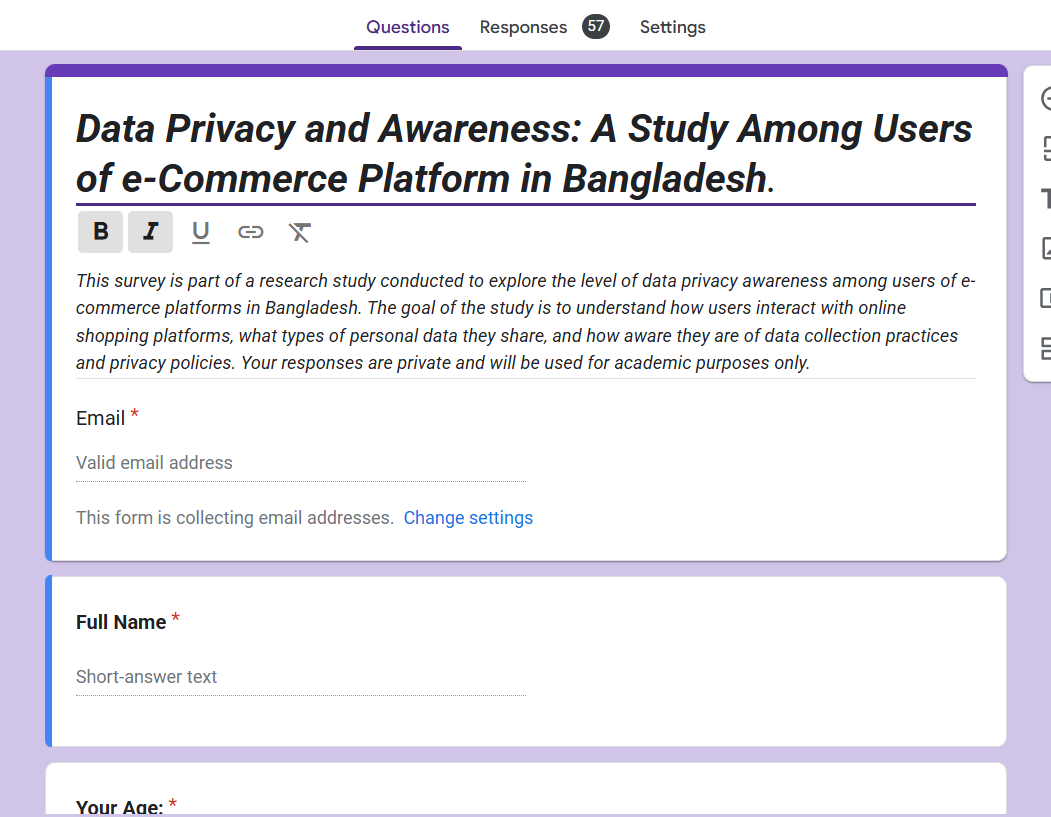 Questions Responses 57 Settings
Data Privacy and Awareness: A Study Among Users
of e-Commerce Platform in Bangladesh.
B I U
This survey is part of a research study conducted to explore the level of data privacy awareness among users of e-
commerce platforms in Bangladesh. The goal of the study is to understand how users interact with online
shopping platforms, what types of personal data they share, and how aware they are of data collection practices
and privacy policies. Your responses are private and will be used for academic purposes only.
Email *
Valid email address
This form is collecting email addresses. Change settings
Full Name *
Short-answer text
Your Age: *